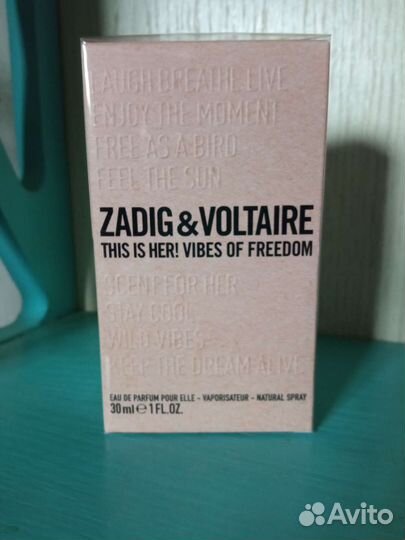 LAUGH BREATHE LIVE
ENJOY THE MOMENT
FREE AS A BIRD
FEEL THE SUN
ZADIG & VOLTAIRE
THIS IS HER! VIBES OF FREEDOM
SCENT FOR HER
STAY COOL
WILD VIBES
KEEP THE DREAM ALIVE
EAU DE PARFUM POUR ELLE - VAPORISATEUR - NATURAL SPRAY
30 ml ℮ 1 FL.OZ.
Avito